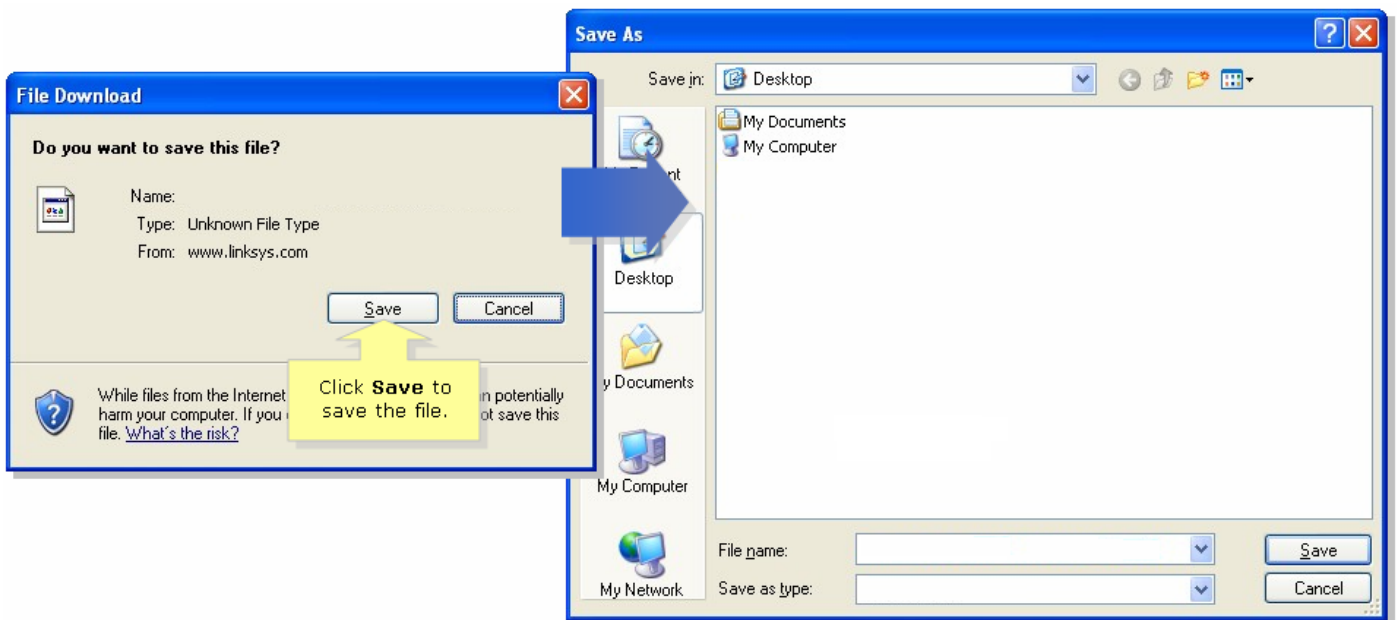 File Download
Do you want to save this file?
Name:
Type: Unknown File Type
From: www.linksys.com
Save
Cancel
Click Save to
save the file.
While files from the Internet
potentially
harm your computer. If you
save this
file. What's the risk?
Save As
Save in:
Desktop
My Documents
My Computer
Desktop
Documents
My Computer
My Network
File name:
Save
Save as type:
Cancel